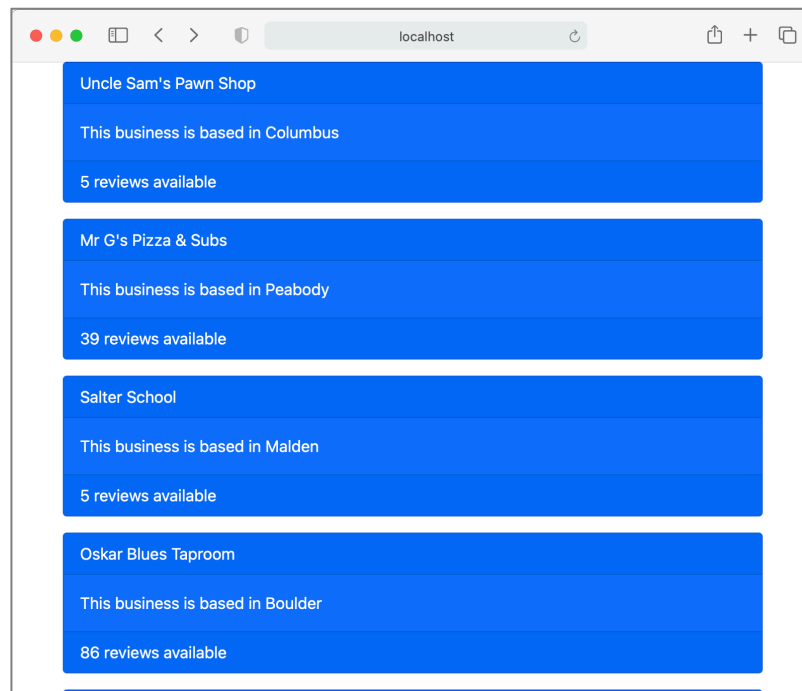 localhost
Uncle Sam's Pawn Shop
This business is based in Columbus
5 reviews available
Mr G's Pizza & Subs
This business is based in Peabody
39 reviews available
Salter School
This business is based in Malden
5 reviews available
Oskar Blues Taproom
This business is based in Boulder
86 reviews available